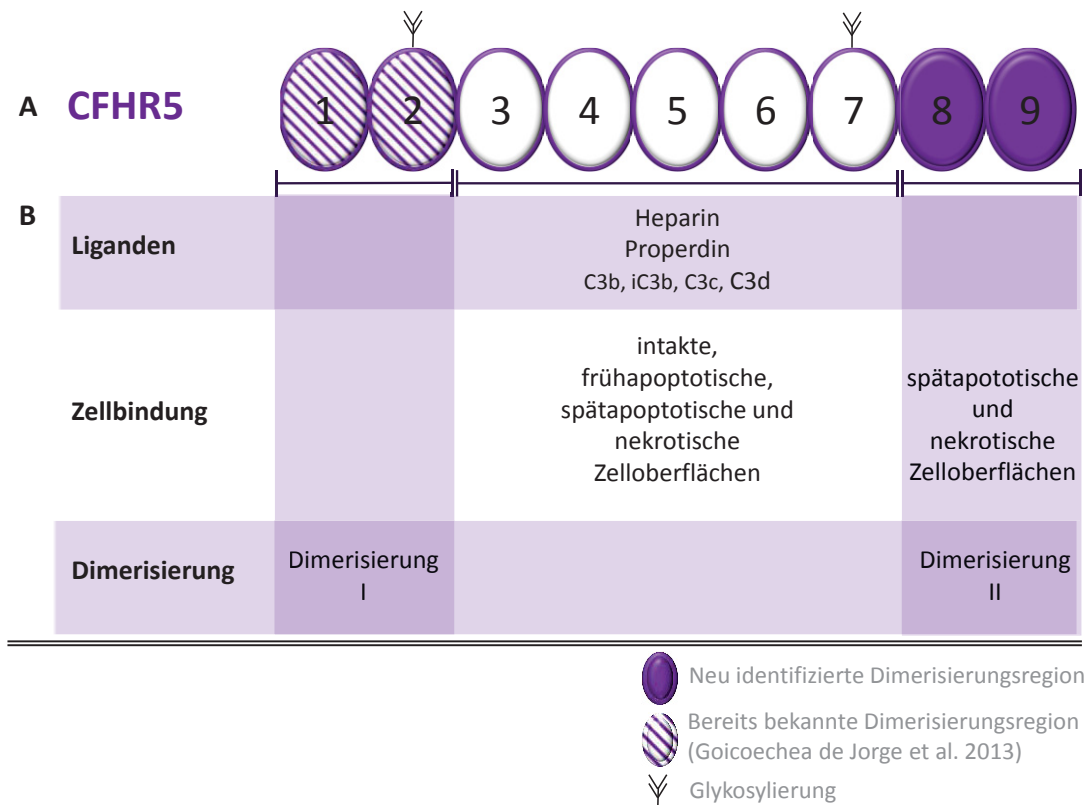 A CFHR5 1 2 3 4 5 6 7 8 9
B
Liganden
Heparin
Properdin
C3b, iC3b, C3c, C3d
Zellbindung
intakte,
frühapoptotische,
spätapoptotische und
nekrotische
Zelloberflächen
spätapototische
und
nekrotische
Zelloberflächen
Dimerisierung
Dimerisierung
I
Dimerisierung
II
Neu identifizierte Dimerisierungsregion
Bereits bekannte Dimerisierungsregion
(Goicoechea de Jorge et al. 2013)
Glykosylierung